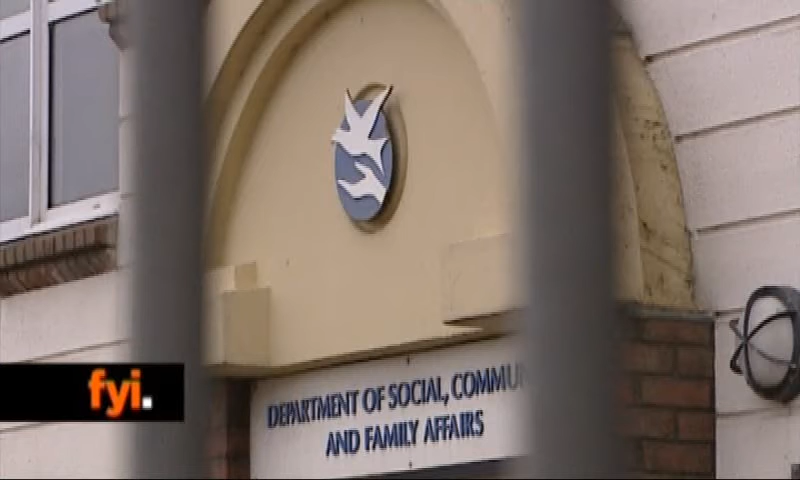 DEPARTMENT OF SOCIAL, COMMU
AND FAMILY AFFAIRS
fyi.